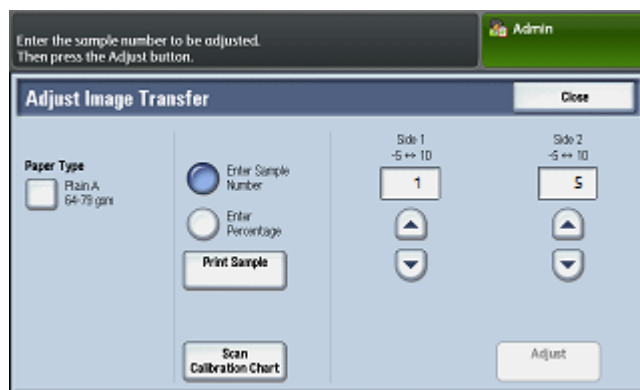 Enter the sample number to be adjusted.
Then press the Adjust button.
Admin
Adjust Image Transfer
Close
Paper Type
Plain A
64-79 gsm
Enter Sample
Number
Enter
Percentage
Print Sample
Scan
Calibration Chart
Side 1
-5 ↔ 10
1
Side 2
-5 ↔ 10
5
Adjust